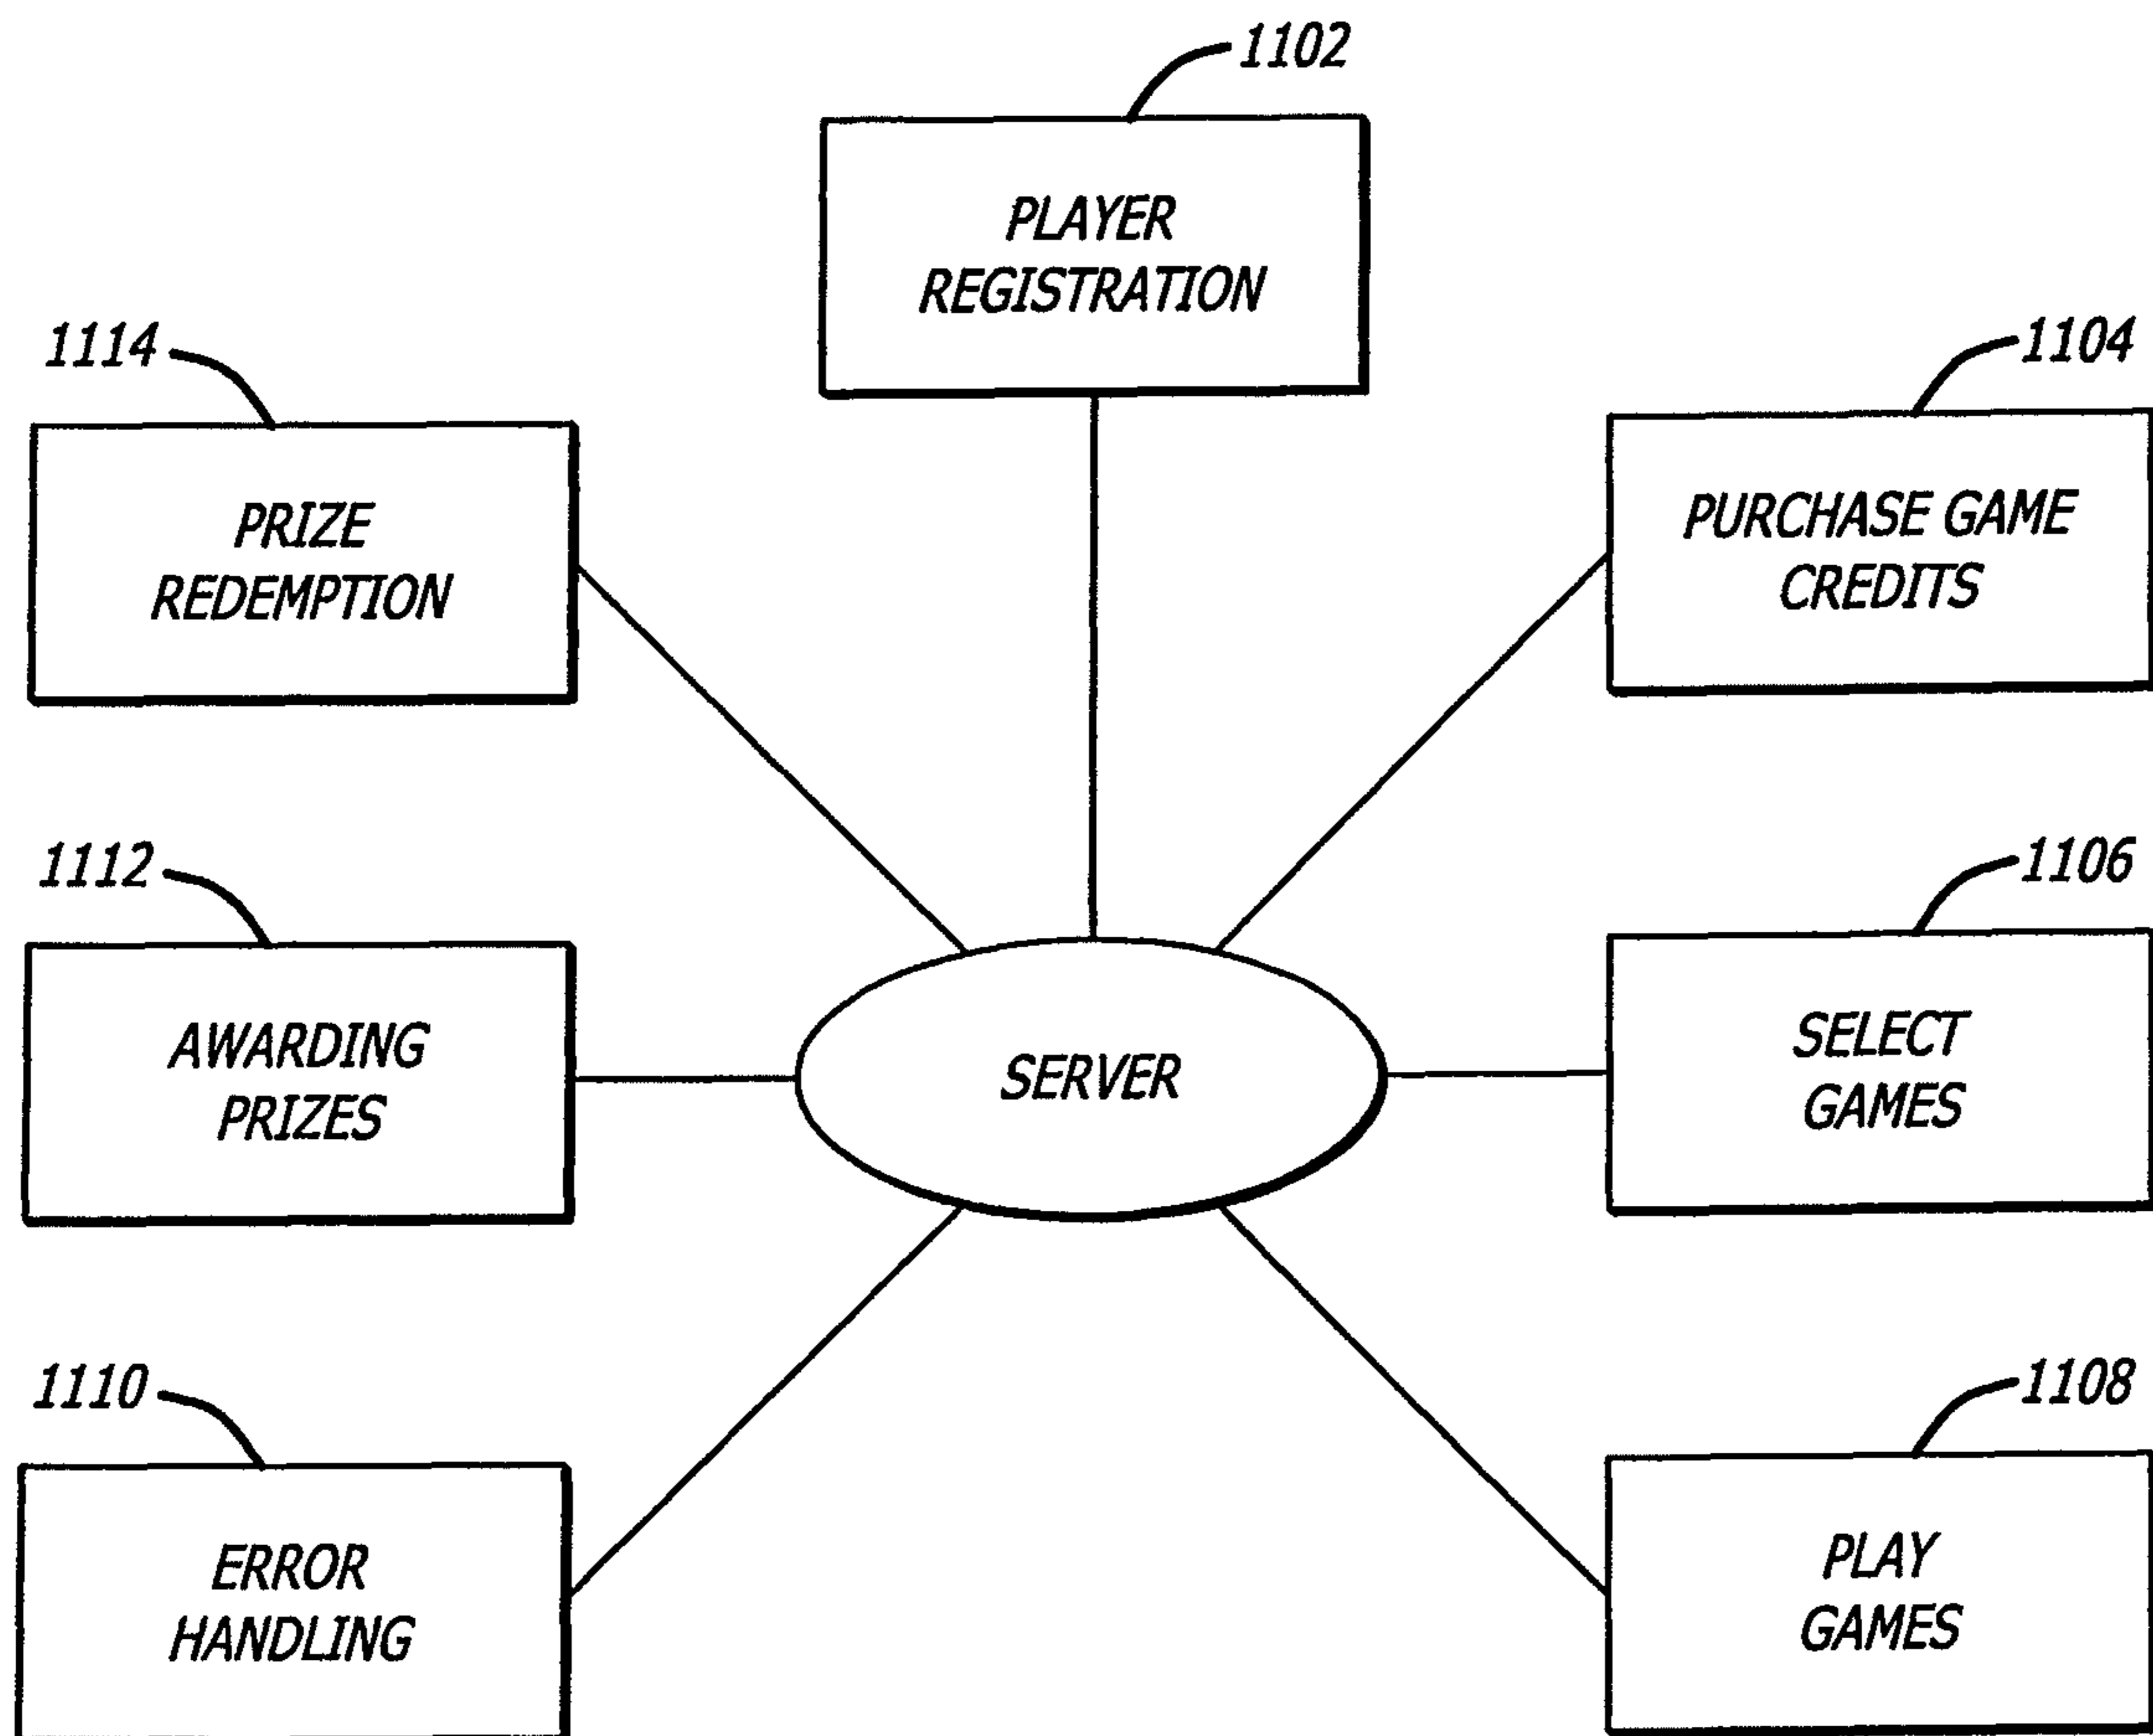 1102
PLAYER
REGISTRATION
1114
PRIZE
REDEMPTION
1104
PURCHASE GAME
CREDITS
1112
AWARDING
PRIZES
SERVER
1106
SELECT
GAMES
1110
ERROR
HANDLING
1108
PLAY
GAMES